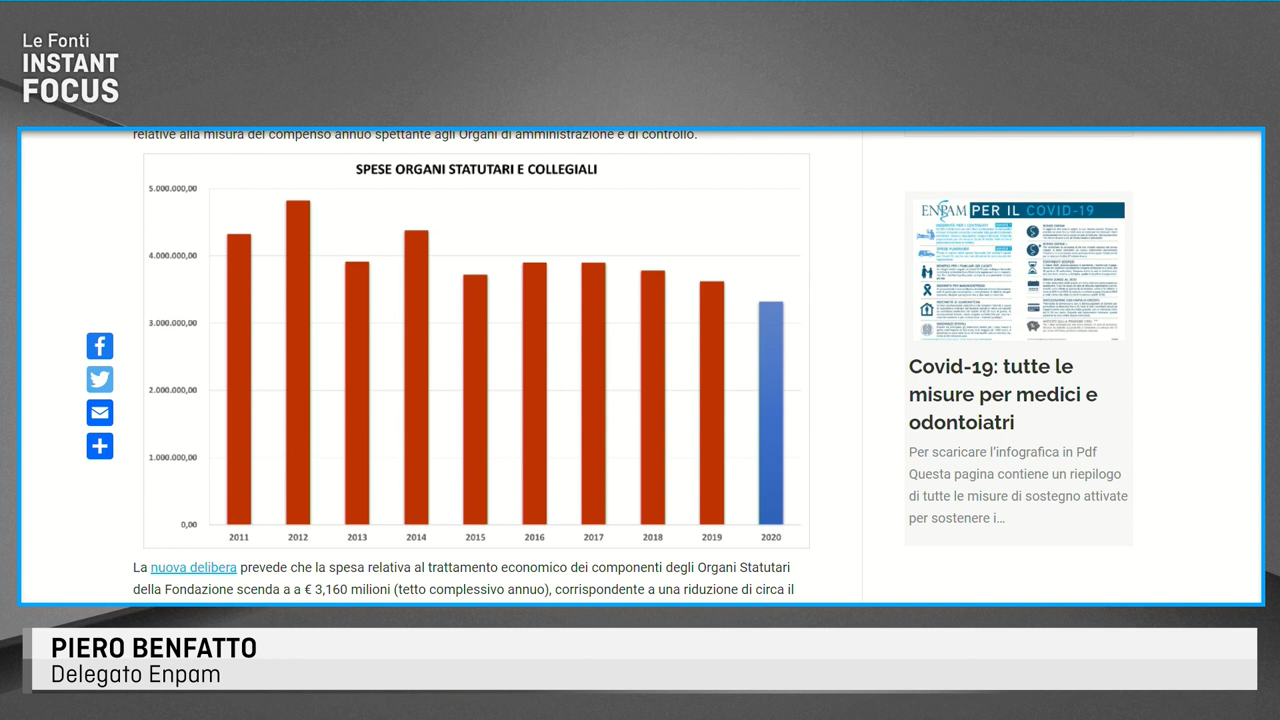 Le Fonti
INSTANT
FOCUS
relative alla misura del compenso annuo spettante agli Organi di amministrazione e di controllo.
SPESE ORGANI STATUTARI E COLLEGIALI
5.000.000,00
4.000.000,00
3.000.000,00
2.000.000,00
1.000.000,00
0,00
2011 2012 2013 2014 2015 2016 2017 2018 2019 2020
La nuova delibera prevede che la spesa relativa al trattamento economico dei componenti degli Organi Statutari
della Fondazione scenda a a € 3,160 milioni (tetto complessivo annuo), corrispondente a una riduzione di circa il
ENPAM PER IL COVID-19
Covid-19: tutte le
misure per medici e
odontoiatri
Per scaricare l'infografica in Pdf
Questa pagina contiene un riepilogo
di tutte le misure di sostegno attivate
per sostenere i...
PIERO BENFATTO
Delegato Enpam